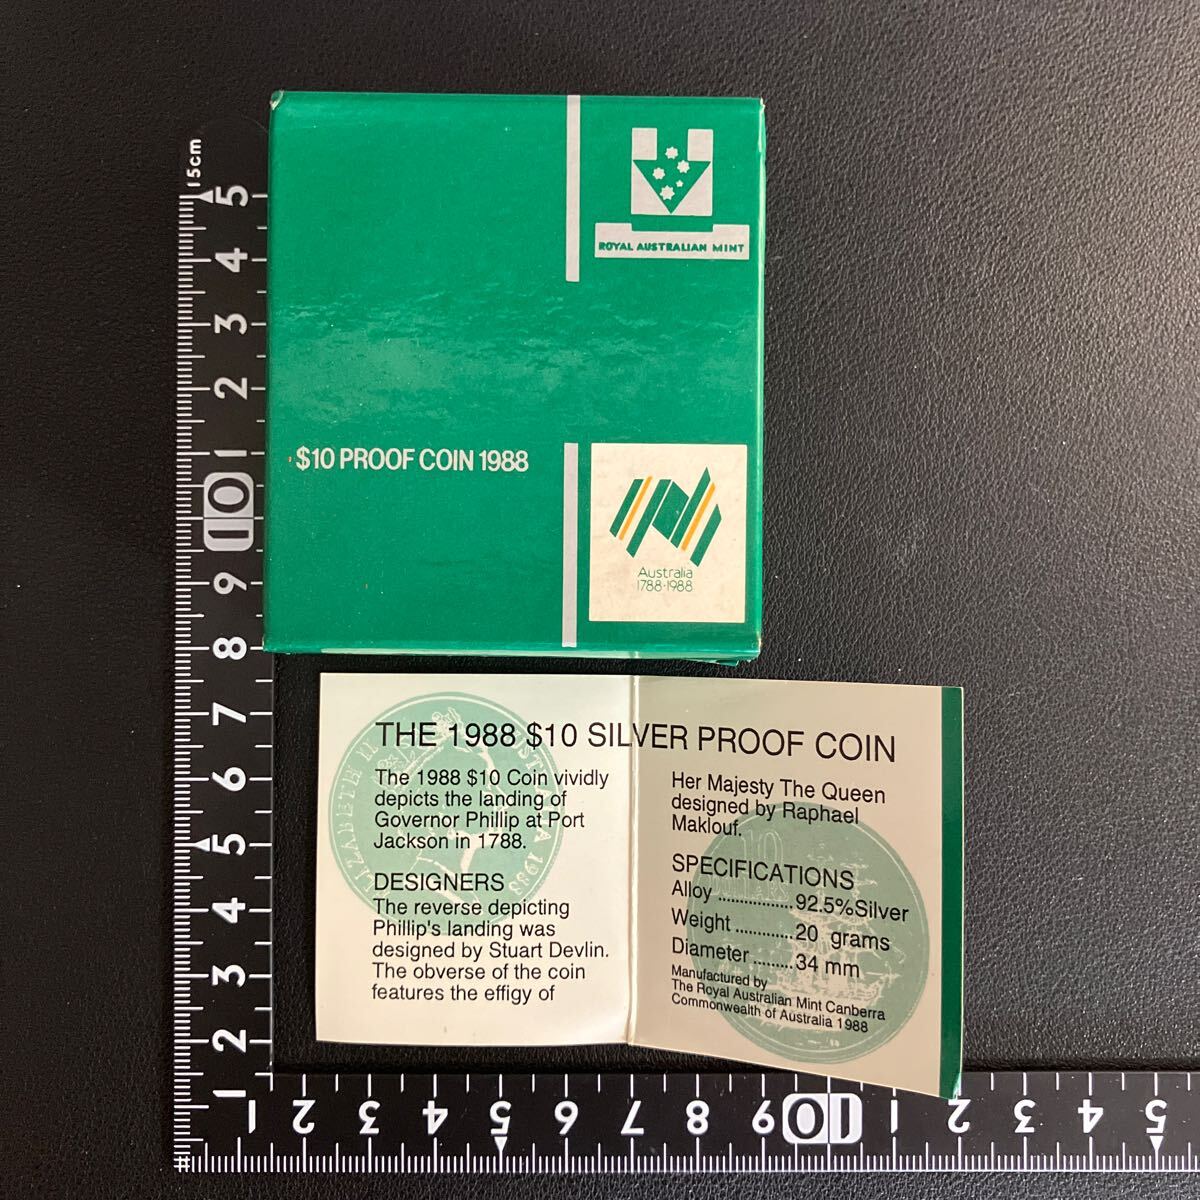 ROYAL AUSTRALIAN MINT
$10 PROOF COIN 1988
Australia
1788-1988
THE 1988 $10 SILVER PROOF COIN
The 1988 $10 Coin vividly
depicts the landing of
Governor Phillip at Port
Jackson in 1788.
DESIGNERS
The reverse depicting
Phillip's landing was
designed by Stuart Devlin.
The obverse of the coin
features the effigy of
Her Majesty The Queen
designed by Raphael
Maklouf.
SPECIFICATIONS
Alloy ..................92.5%Silver
Weight ..............20 grams
Diameter .........34 mm
Manufactured by
The Royal Australian Mint Canberra
Commonwealth of Australia 1988
15cm
5
4
3
2
1
10
9
8
7
6
5
4
3
2
1
1
2
3
4
5
6
7
8
9
10
1
2
3
4
5